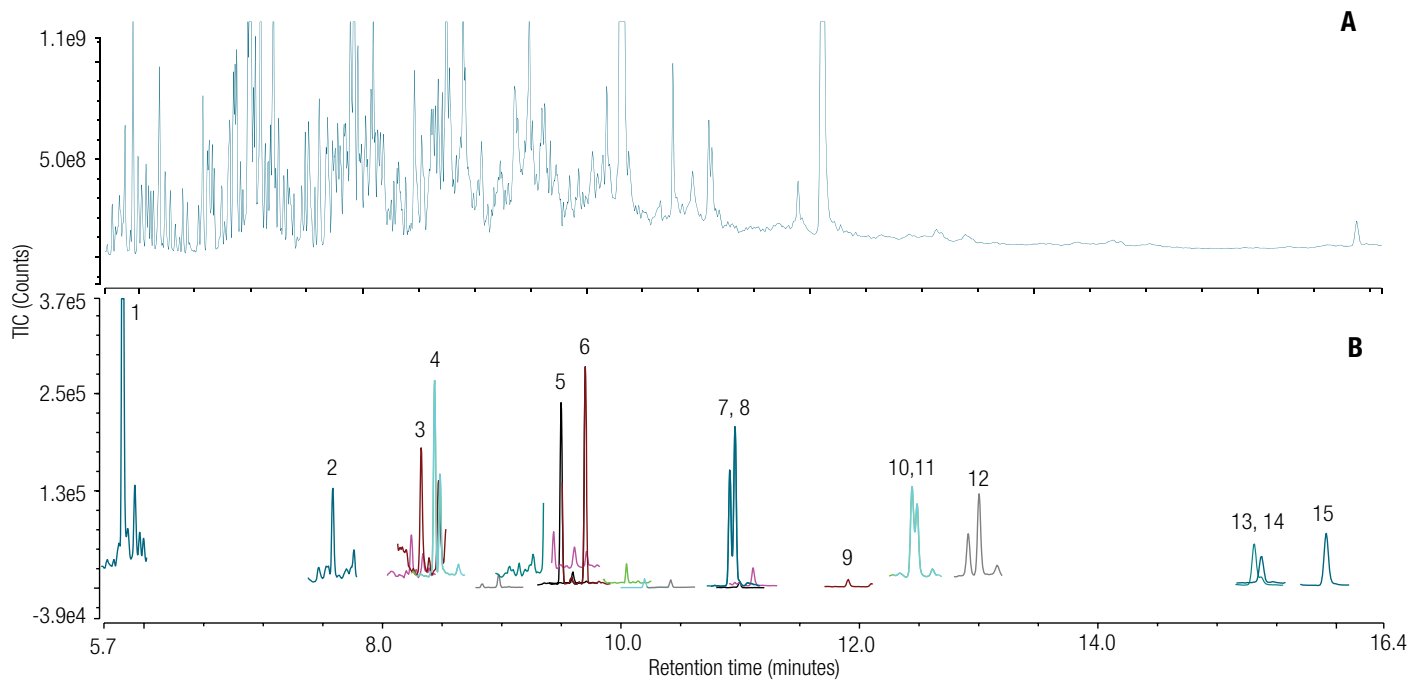 A
1.1e9
5.0e8
TIC (Counts)
3.7e5
1
B
6
4
5
2.5e5
7, 8
3
2
10,11
12
1.3e5
13, 14
15
9
-3.9e4
5.7
8.0
10.0
12.0
14.0
16.4
Retention time (minutes)